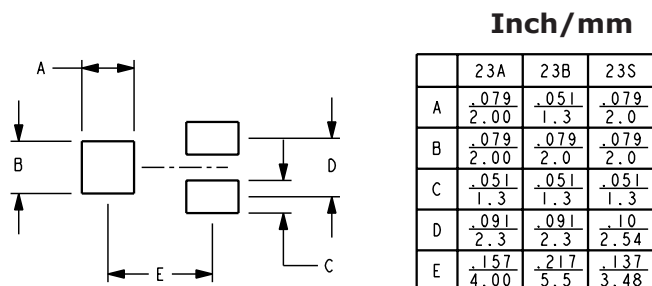 Inch/mm
A
B
C
D
E
23A 23B 23S
A .079/2.00 .051/1.3 .079/2.0
B .079/2.00 .079/2.0 .079/2.0
C .051/1.3 .051/1.3 .051/1.3
D .091/2.3 .091/2.3 .10/2.54
E .157/4.00 .217/5.5 .137/3.48